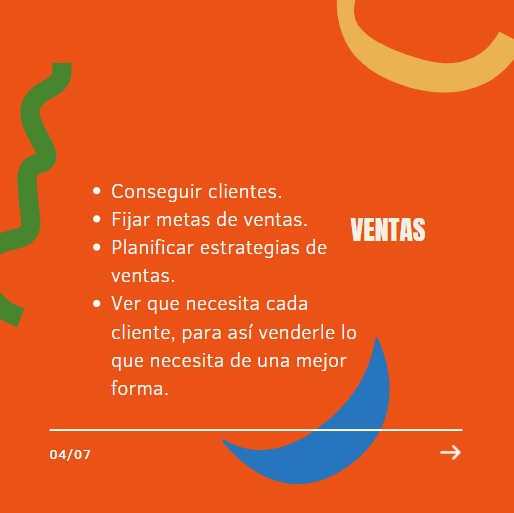 Conseguir clientes.
Fijar metas de ventas.
Planificar estrategias de
ventas.
Ver que necesita cada
cliente, para así venderle lo
que necesita de una mejor
forma.
VENTAS
04/07